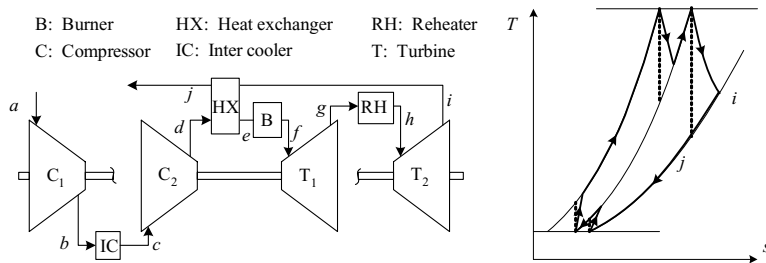 B: Burner HX: Heat exchanger RH: Reheater
C: Compressor IC: Inter cooler T: Turbine
a
j
HX
i
d
e
B
f
g
RH
h
C1
C2
T1
T2
b
IC
c
T
i
j
s